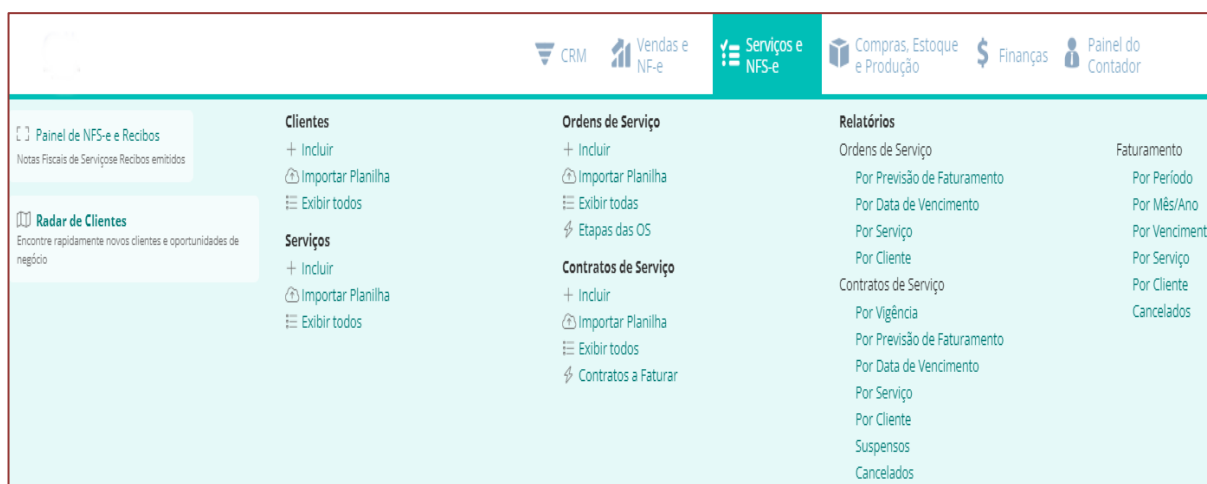 CRM
Vendas e
NF-e
Serviços e
NFS-e
Compras, Estoque
e Produção
Finanças
Painel do
Contador
Painel de NFS-e e Recibos
Notas Fiscais de Serviçose Recibos emitidos
Radar de Clientes
Encontre rapidamente novos clientes e oportunidades de
negócio
Clientes
Incluir
Importar Planilha
Exibir todos
Serviços
Incluir
Importar Planilha
Exibir todos
Ordens de Serviço
Incluir
Importar Planilha
Exibir todas
Etapas das OS
Contratos de Serviço
Incluir
Importar Planilha
Exibir todos
Contratos a Faturar
Relatórios
Ordens de Serviço
Por Previsão de Faturamento
Por Data de Vencimento
Por Serviço
Por Cliente
Contratos de Serviço
Por Vigência
Por Previsão de Faturamento
Por Data de Vencimento
Por Serviço
Por Cliente
Suspensos
Cancelados
Faturamento
Por Período
Por Mês/Ano
Por Venciment
Por Serviço
Por Cliente
Cancelados